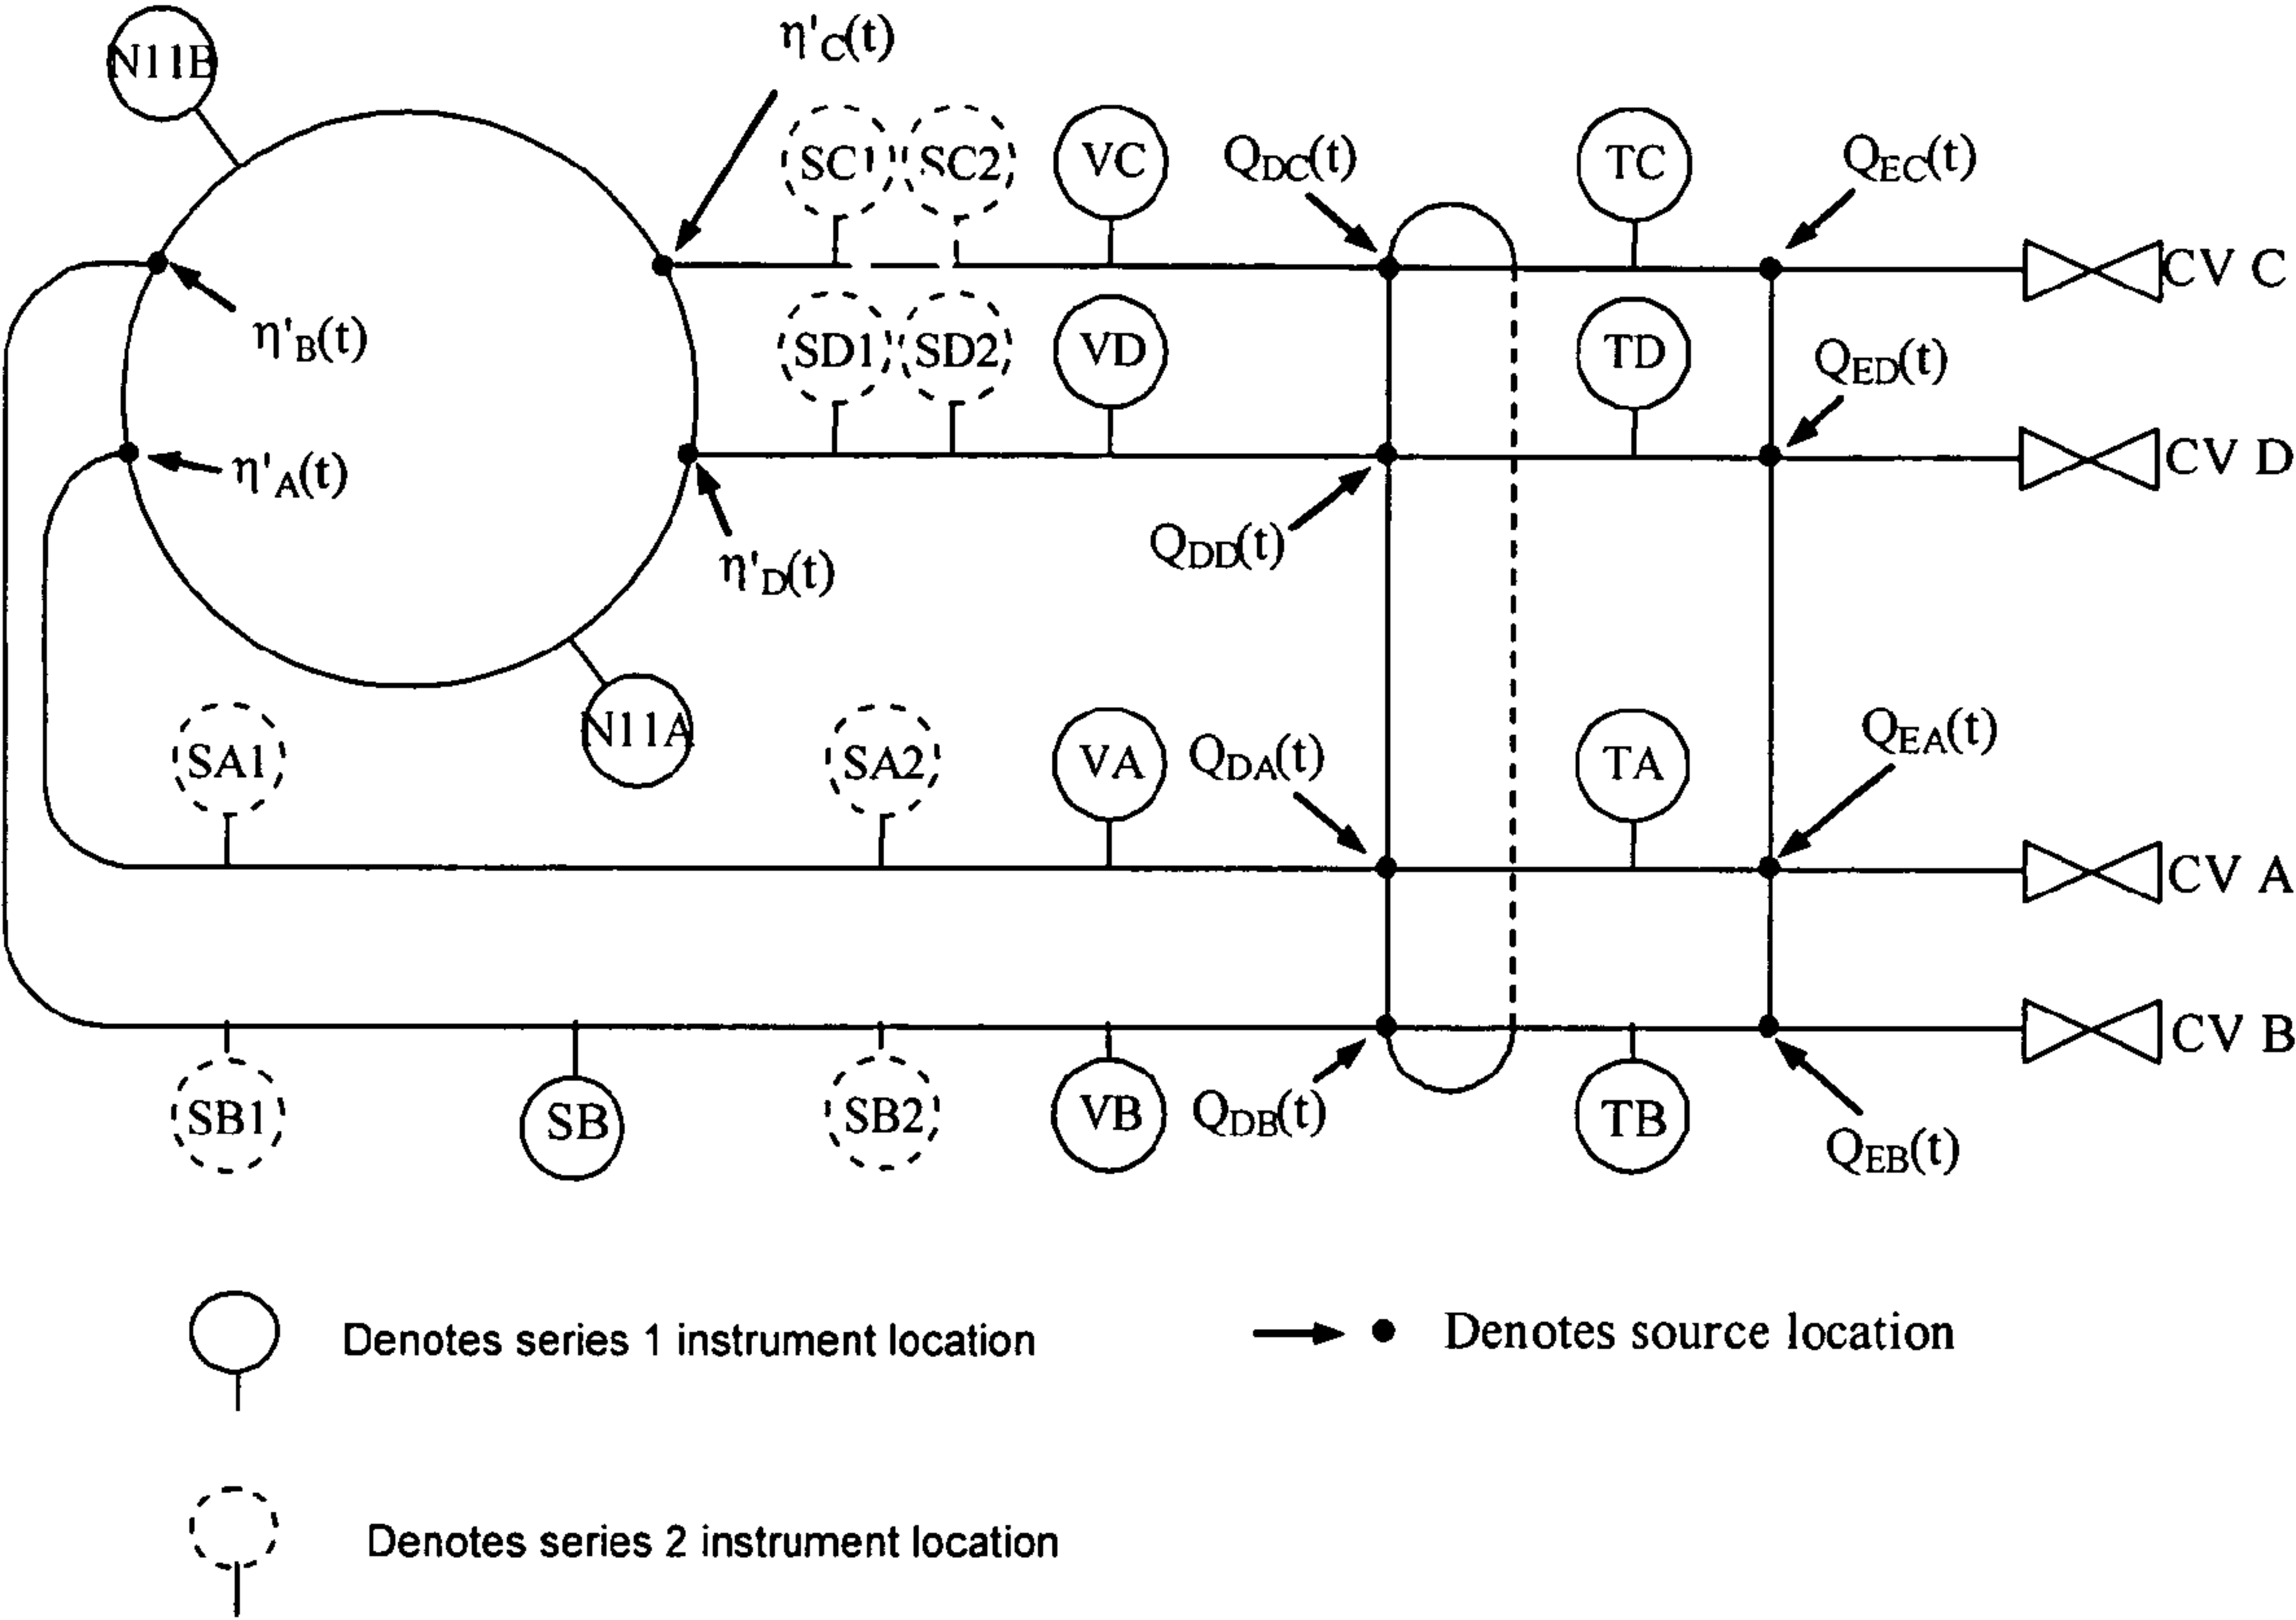 N11B
η'C(t)
SC1
SC2
VC
QDC(t)
TC
QEC(t)
CV C
η'B(t)
SD1
SD2
VD
TD
QED(t)
CV D
η'A(t)
η'D(t)
QDD(t)
N11A
SA1
SA2
VA
QDA(t)
TA
QEA(t)
CV A
SB1
SB
SB2
VB
QDB(t)
TB
QEB(t)
CV B
Denotes series 1 instrument location
Denotes source location
Denotes series 2 instrument location